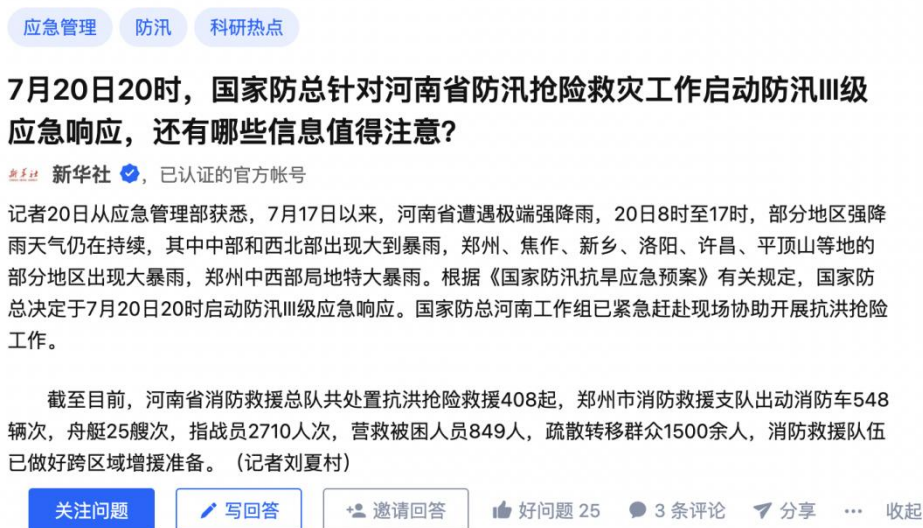 应急管理 防汛 科研热点
7月20日20时，国家防总针对河南省防汛抢险救灾工作启动防汛Ⅲ级
应急响应，还有哪些信息值得注意？
新华社 新华社，已认证的官方帐号
记者20日从应急管理部获悉，7月17日以来，河南省遭遇极端强降雨，20日8时至17时，部分地区强降
雨天气仍在持续，其中中部和西北部出现大到暴雨，郑州、焦作、新乡、洛阳、许昌、平顶山等地的
部分地区出现大暴雨，郑州中西部局地特大暴雨。根据《国家防汛抗旱应急预案》有关规定，国家防
总决定于7月20日20时启动防汛Ⅲ级应急响应。国家防总河南工作组已紧急赶赴现场协助开展抗洪抢险
工作。
截至目前，河南省消防救援总队共处置抗洪抢险救援408起，郑州市消防救援支队出动消防车548
辆次，舟艇25艘次，指战员2710人次，营救被困人员849人，疏散转移群众1500余人，消防救援队伍
已做好跨区域增援准备。（记者刘夏村）
关注问题 写回答 邀请回答 好问题 25 3 条评论 分享 ··· 收起